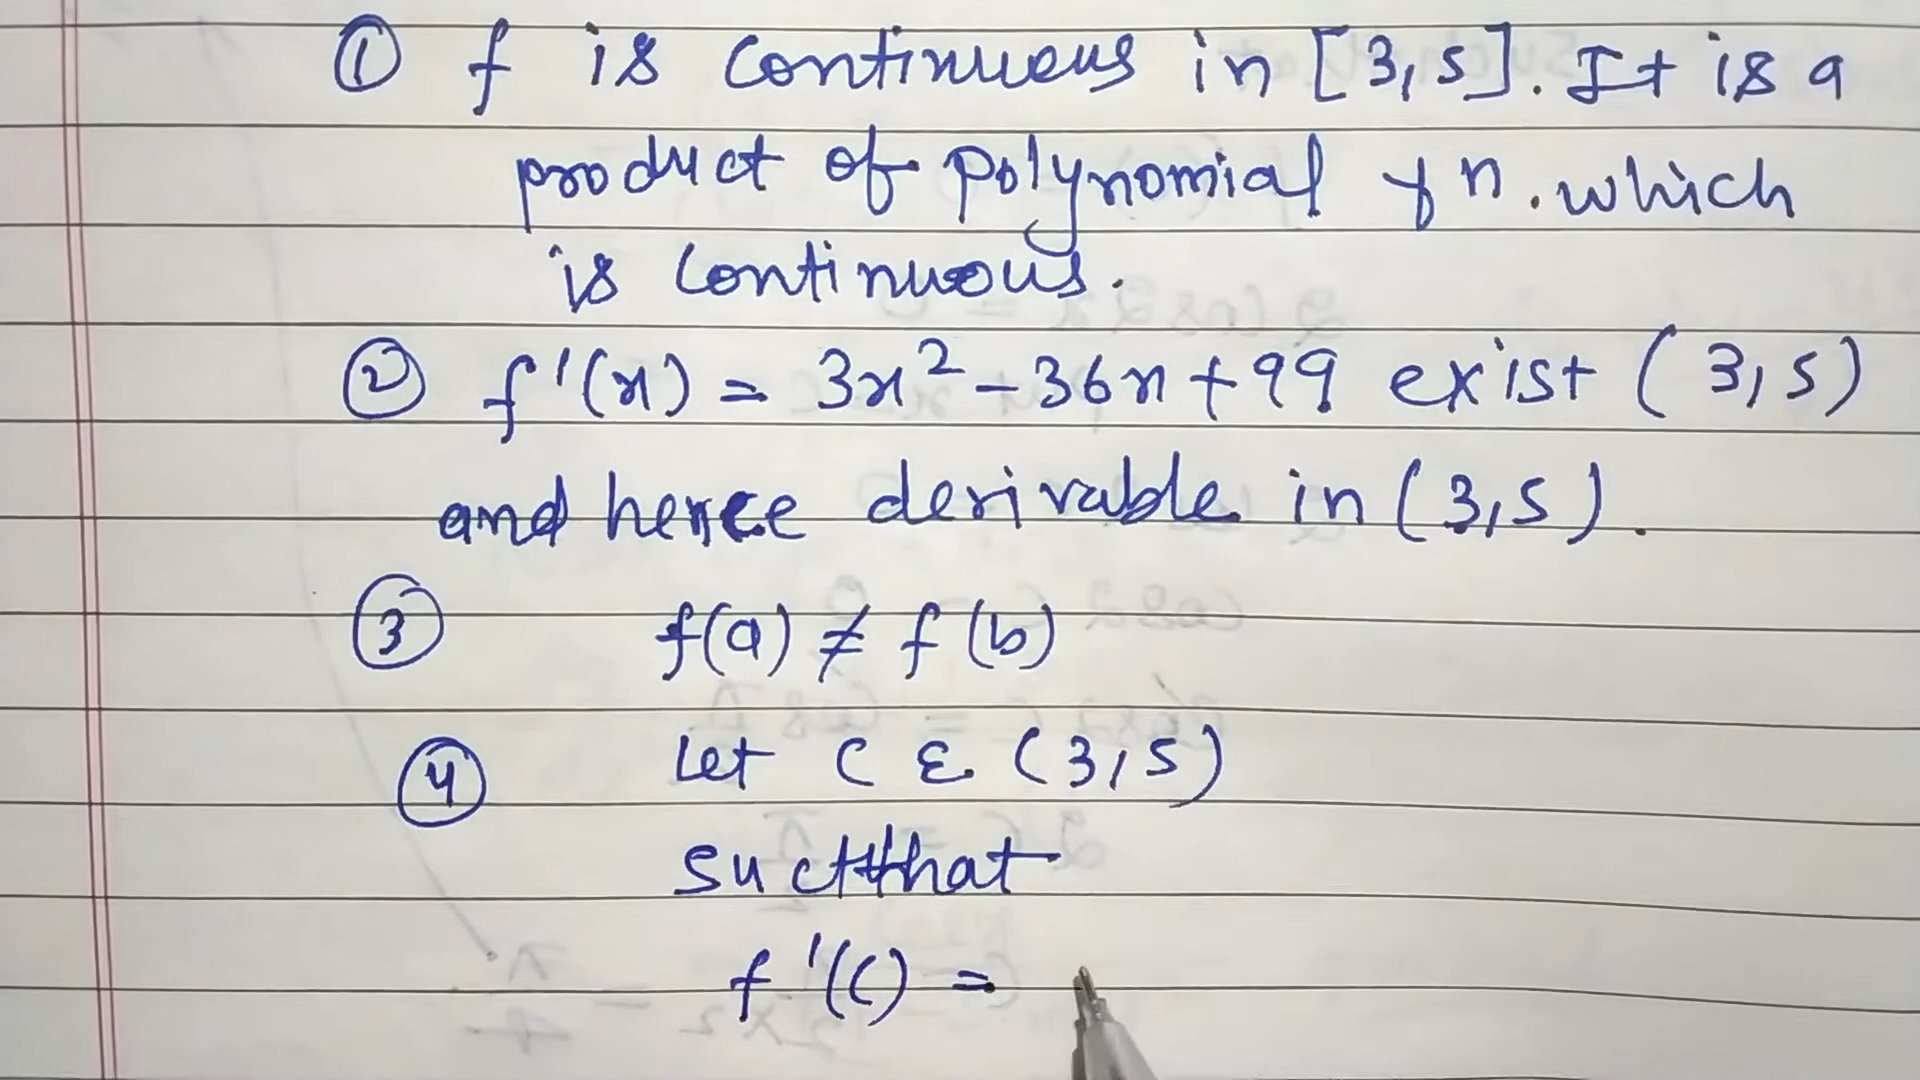 ① f is continuous in [3,5]. It is a
product of polynomial fn. which
is continuous.
② f'(x) = 3x² - 36x + 99 exist (3,5)
and hence derivable in (3,5).
③ f(a) ≠ f(b)
④ Let C ∈ (3,5)
such that
f'(C) =